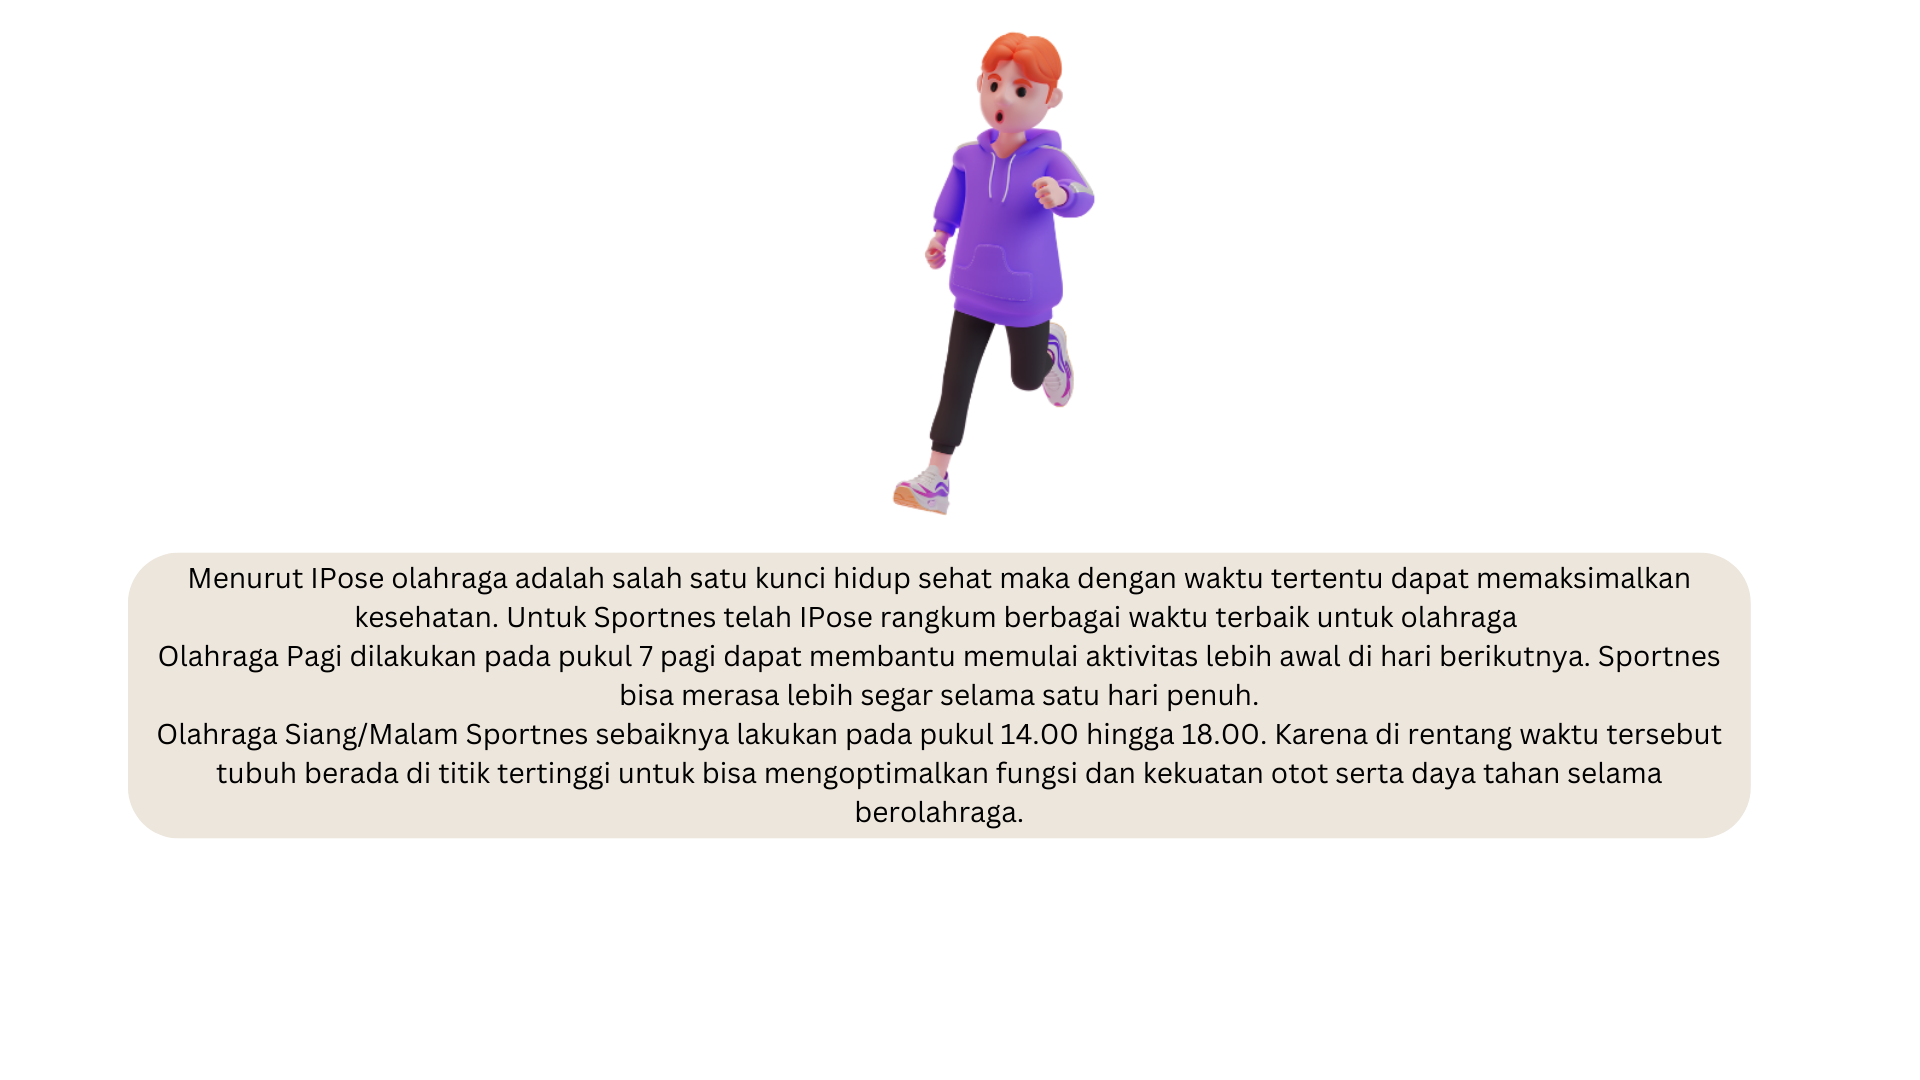 Menurut IPose olahraga adalah salah satu kunci hidup sehat maka dengan waktu tertentu dapat memaksimalkan
kesehatan. Untuk Sportnes telah IPose rangkum berbagai waktu terbaik untuk olahraga
Olahraga Pagi dilakukan pada pukul 7 pagi dapat membantu memulai aktivitas lebih awal di hari berikutnya. Sportnes
bisa merasa lebih segar selama satu hari penuh.
Olahraga Siang/Malam Sportnes sebaiknya lakukan pada pukul 14.00 hingga 18.00. Karena di rentang waktu tersebut
tubuh berada di titik tertinggi untuk bisa mengoptimalkan fungsi dan kekuatan otot serta daya tahan selama
berolahraga.